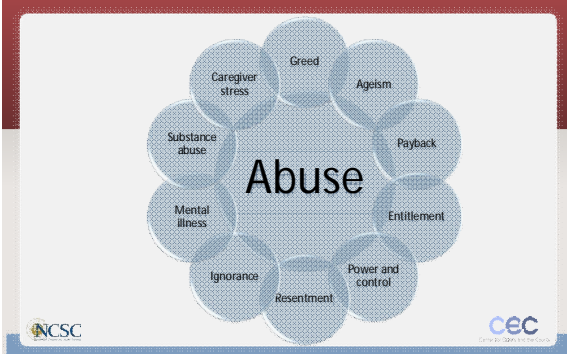 Greed
Ageism
Payback
Entitlement
Power and
control
Resentment
Ignorance
Mental
illness
Substance
abuse
Caregiver
stress
Abuse
NCSC
CEC